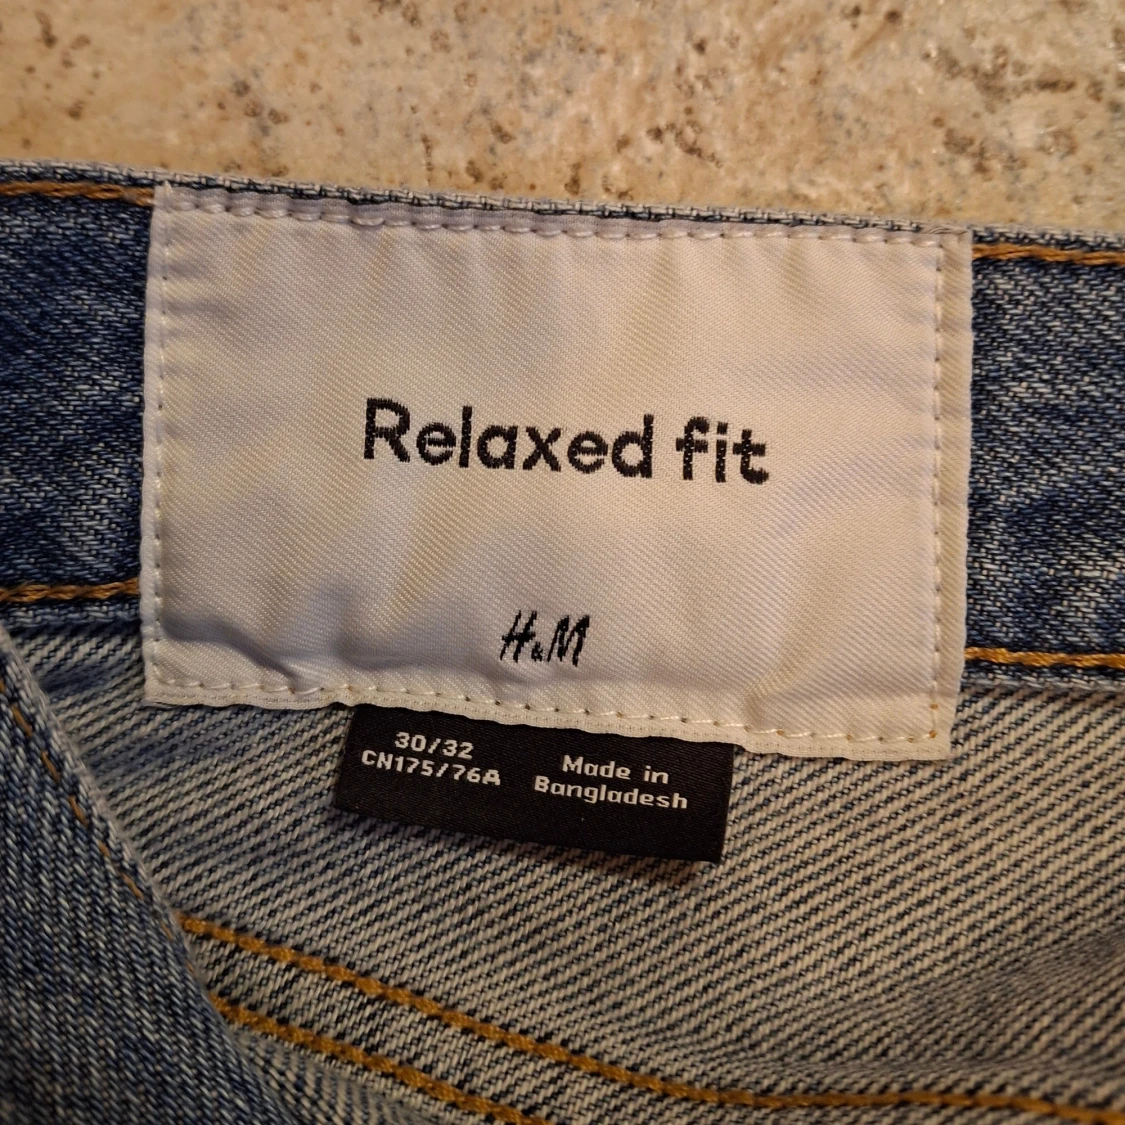 Relaxed fit
H&M
30/32
CN175/76A
Made in
Bangladesh